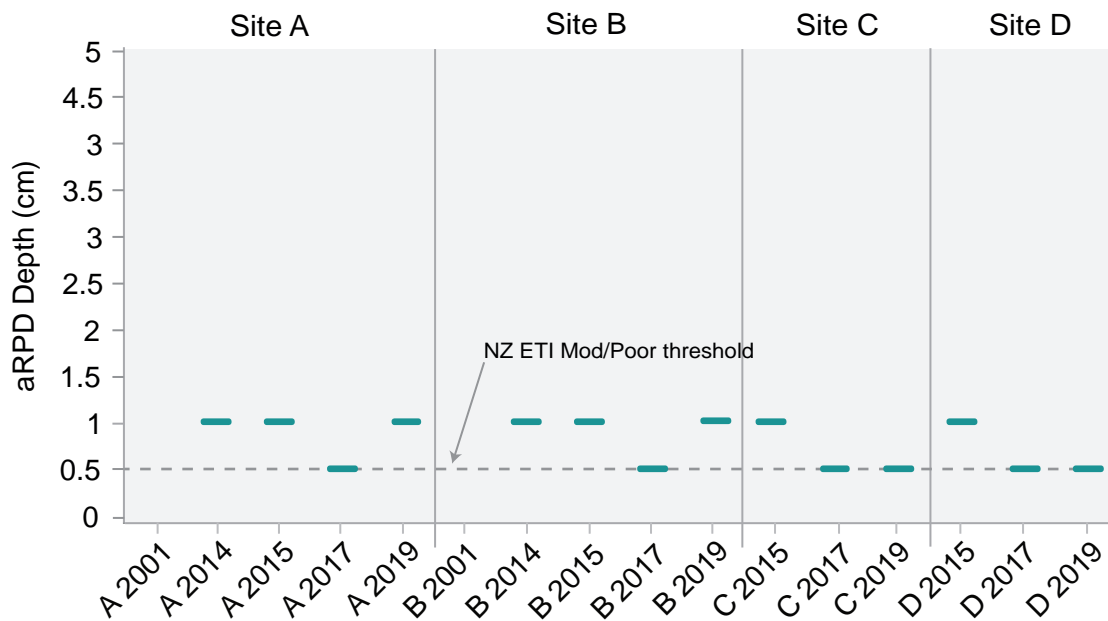 Site A
Site B
Site C
Site D
aRPD Depth (cm)
5
4.5
3
3.5
3
2.5
2
1.5
1
0.5
0
NZ ETI Mod/Poor threshold
A 2001
A 2014
A 2015
A 2017
A 2019
B 2001
B 2014
B 2015
B 2017
B 2019
C 2015
C 2017
C 2019
D 2015
D 2017
D 2019